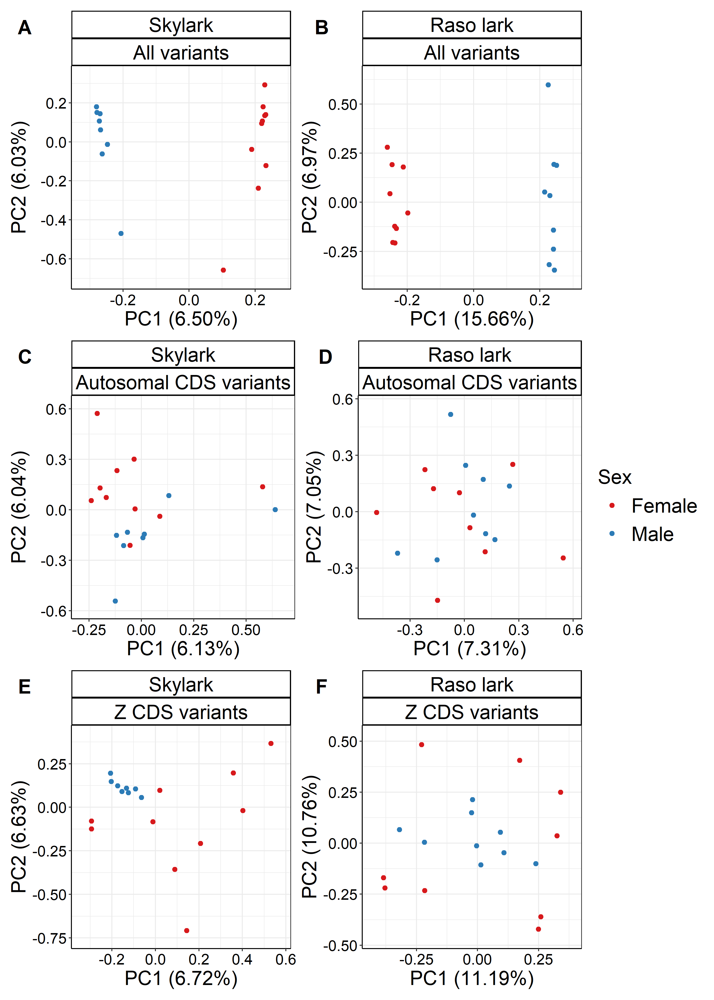 A
Skylark
All variants
0.2
0.0
-0.2
-0.4
-0.6
PC2 (6.03%)
-0.2
0.0
0.2
PC1 (6.50%)
B
Raso lark
All variants
0.50
0.25
0.00
-0.25
PC2 (6.97%)
-0.2
0.0
0.2
PC1 (15.66%)
C
Skylark
Autosomal CDS variants
0.6
0.3
0.0
-0.3
-0.6
PC2 (6.04%)
-0.25
0.00
0.25
0.50
PC1 (6.13%)
D
Raso lark
Autosomal CDS variants
0.6
0.3
0.0
-0.3
PC2 (7.05%)
-0.3
0.0
0.3
0.6
PC1 (7.31%)
Sex
Female
Male
E
Skylark
Z CDS variants
0.25
0.00
-0.25
-0.50
-0.75
PC2 (6.63%)
-0.2
0.0
0.2
0.4
0.6
PC1 (6.72%)
F
Raso lark
Z CDS variants
0.50
0.25
0.00
-0.25
-0.50
PC2 (10.76%)
-0.25
0.00
0.25
PC1 (11.19%)